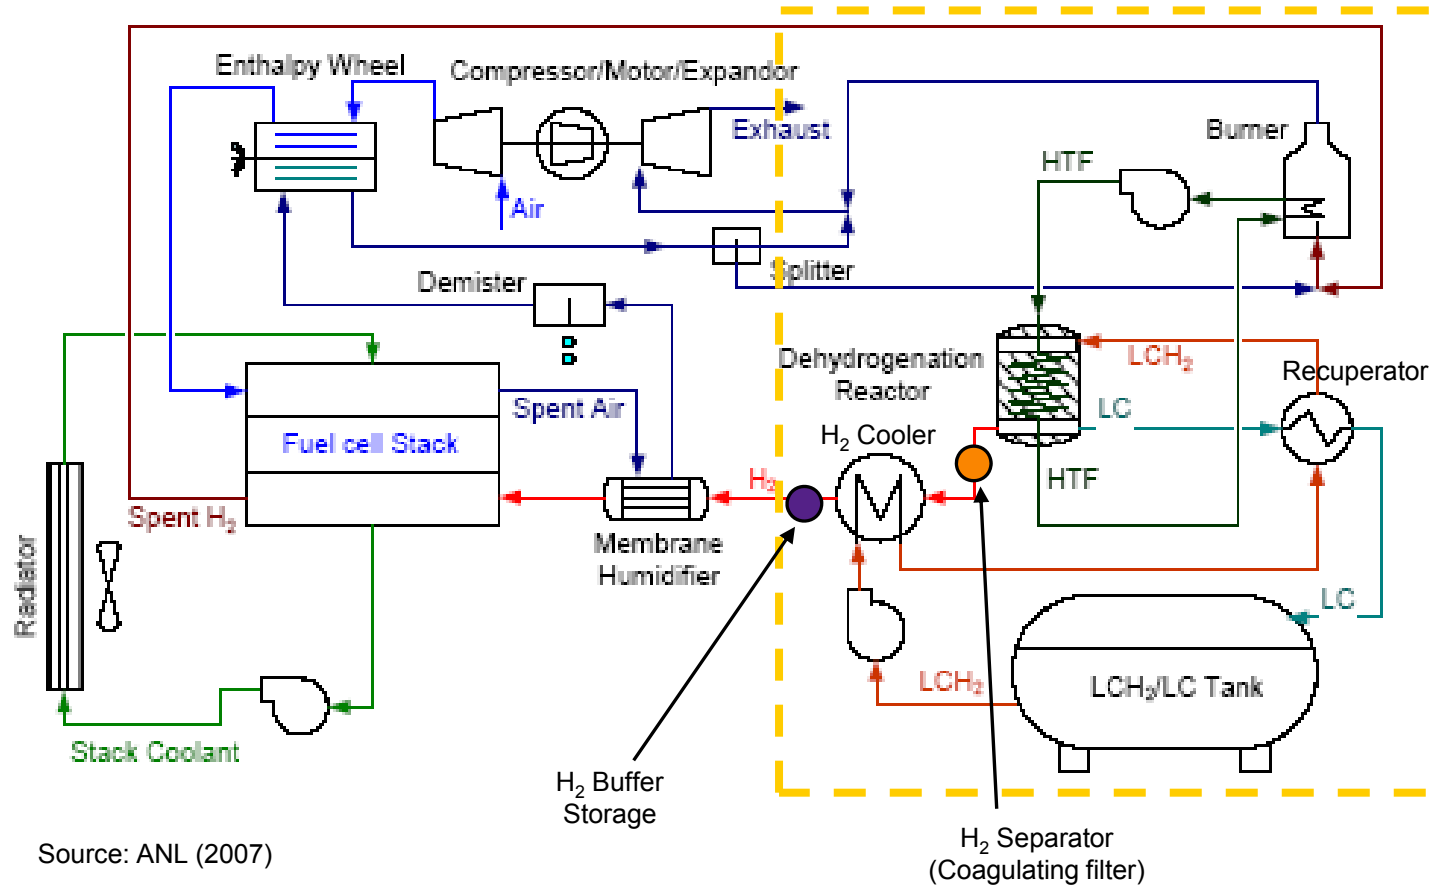 Enthalpy Wheel
Compressor/Motor/Expandor
Exhaust
Burner
HTF
Air
Splitter
Demister
Dehydrogenation
Reactor
LCH₂
Recuperator
LC
Spent Air
Fuel cell Stack
H₂ Cooler
H₂
HTF
Spent H₂
Membrane
Humidifier
Radiator
LC
LCH₂
LCH₂/LC Tank
Stack Coolant
H₂ Buffer
Storage
H₂ Separator
(Coagulating filter)
Source: ANL (2007)